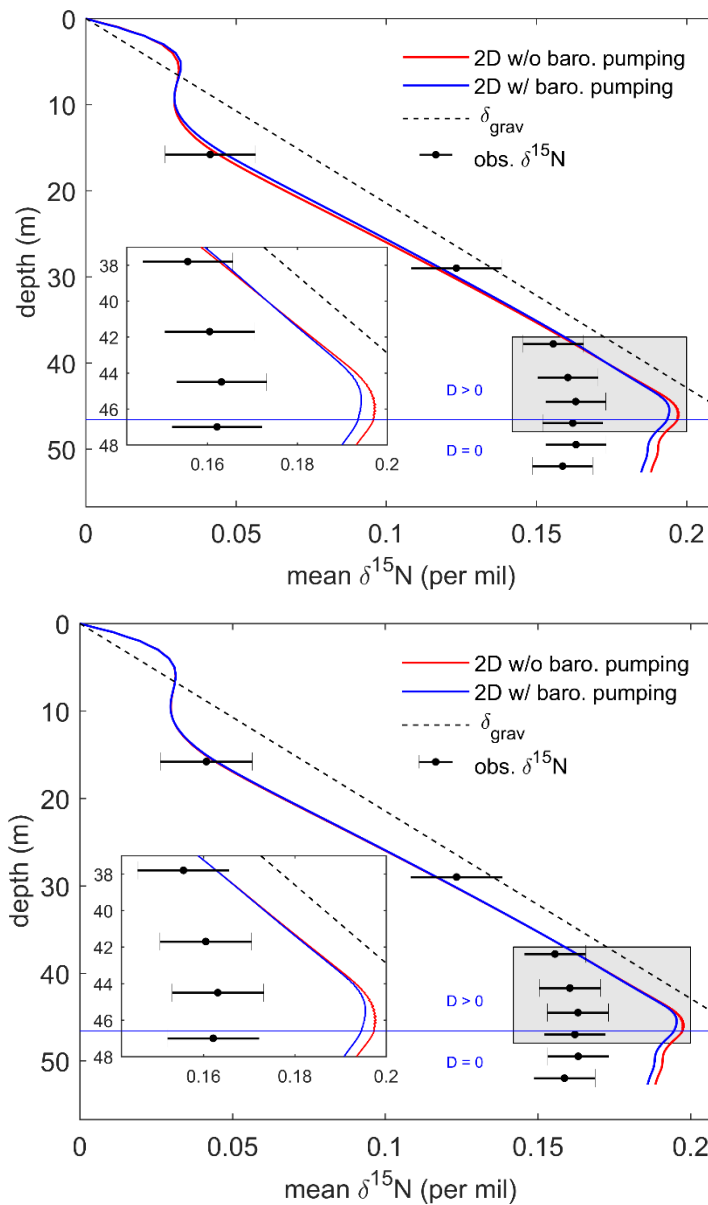 0
2D w/o baro. pumping
2D w/ baro. pumping
δgrav
obs. δ¹⁵N
10
20
30
40
50
depth (m)
38
40
42
44
46
48
0.16
0.18
0.2
D > 0
D = 0
0
0.05
0.1
0.15
0.2
mean δ¹⁵N (per mil)
0
2D w/o baro. pumping
2D w/ baro. pumping
δgrav
obs. δ¹⁵N
10
20
30
40
50
depth (m)
38
40
42
44
46
48
0.16
0.18
0.2
D > 0
D = 0
0
0.05
0.1
0.15
0.2
mean δ¹⁵N (per mil)